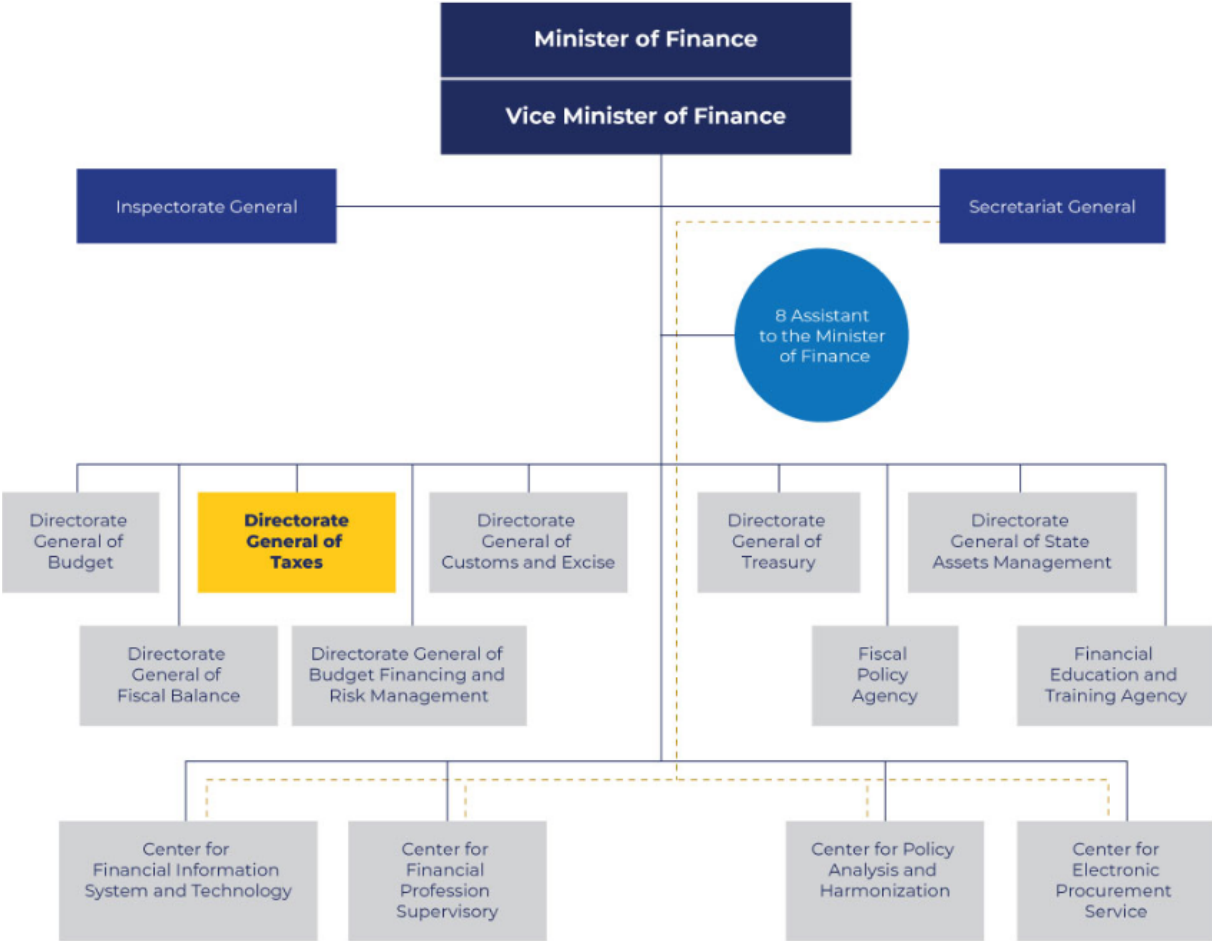 Minister of Finance
Vice Minister of Finance
Inspectorate General
Secretariat General
8 Assistant
to the Minister
of Finance
Directorate
General of
Budget
Directorate
General of
Taxes
Directorate
General of
Customs and Excise
Directorate
General of
Treasury
Directorate
General of State
Assets Management
Directorate
General of
Fiscal Balance
Directorate General of
Budget Financing and
Risk Management
Fiscal
Policy
Agency
Financial
Education and
Training Agency
Center for
Financial Information
System and Technology
Center for
Financial
Profession
Supervisory
Center for Policy
Analysis and
Harmonization
Center for
Electronic
Procurement
Service